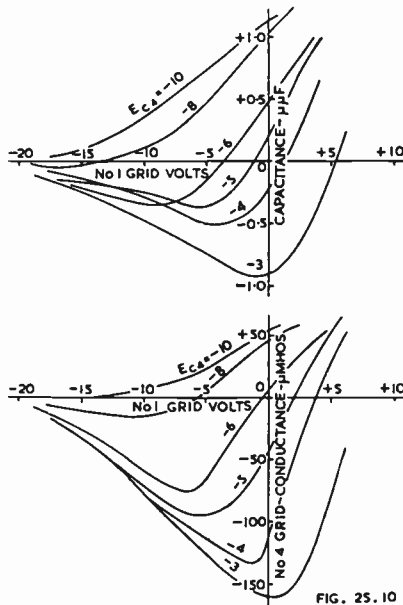 +1·0
E C4 = -10
-8
+0·5
-6
-20 -15 -10 -5 0 +5 +10
No 1 GRID VOLTS
CAPACITANCE-μμF
-5
-4
-0·5
-3
-1·0
+50
E C4 = -10
-8
-20 -15 -10 -5 0 +5 +10
No 1 GRID VOLTS
No 4 GRID-CONDUCTANCE-μMHOS
-6
-50
-5
-100
-4
-3
-150
FIG. 25.10